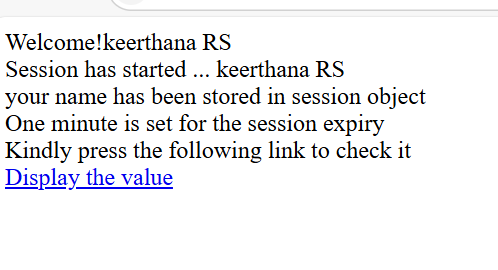 Welcome!keerthana RS
Session has started ... keerthana RS
your name has been stored in session object
One minute is set for the session expiry
Kindly press the following link to check it
Display the value